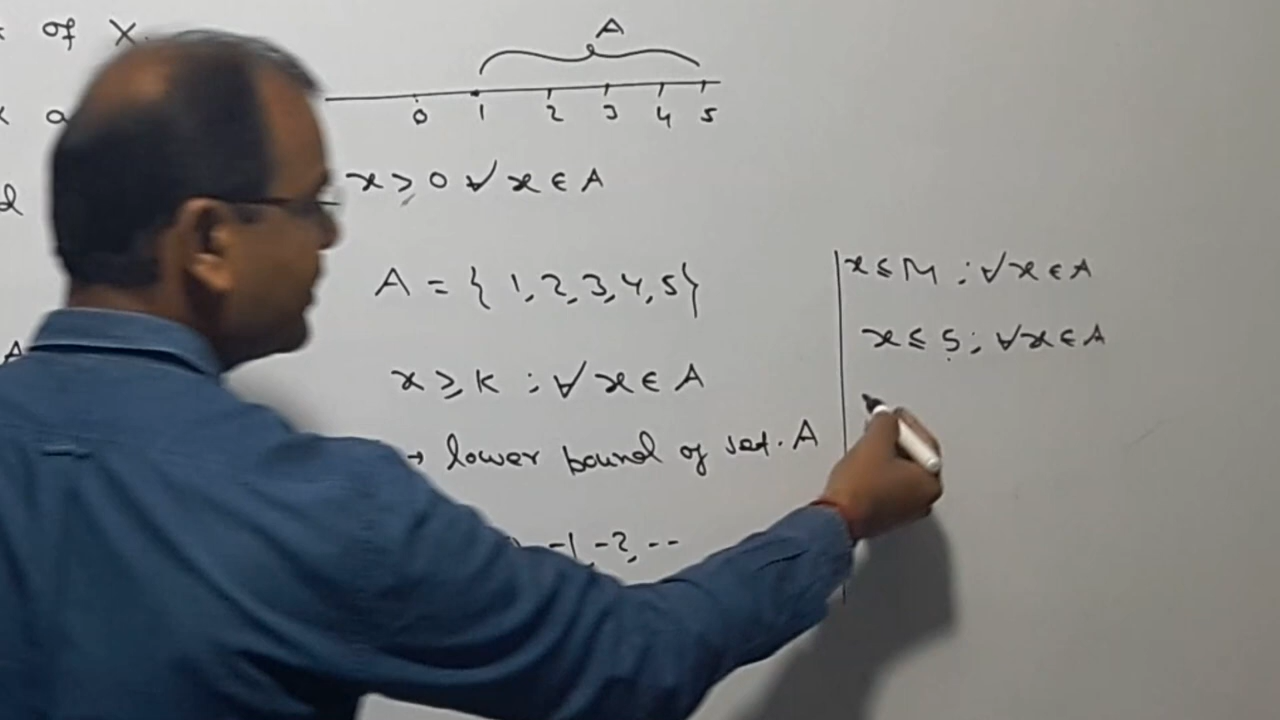 of X.
A
0 1 2 3 4 5
x ≥ 0 ∀ x ∈ A
A = { 1, 2, 3, 4, 5 }
x ≥ K ; ∀ x ∈ A
→ lower bound of set. A
-1, -2, --
x ≤ M ; ∀ x ∈ A
x ≤ 5 ; ∀ x ∈ A